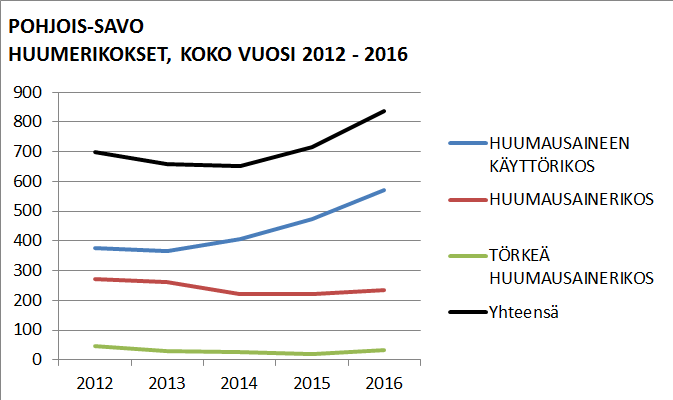 POHJOIS-SAVO
HUUMERIKOKSET, KOKO VUOSI 2012 - 2016
900
800
700
600
500
400
300
200
100
0
2012 2013 2014 2015 2016
HUUMAUSAINEEN
KÄYTTÖRIKOS
HUUMAUSAINERIKOS
TÖRKEÄ
HUUMAUSAINERIKOS
Yhteensä